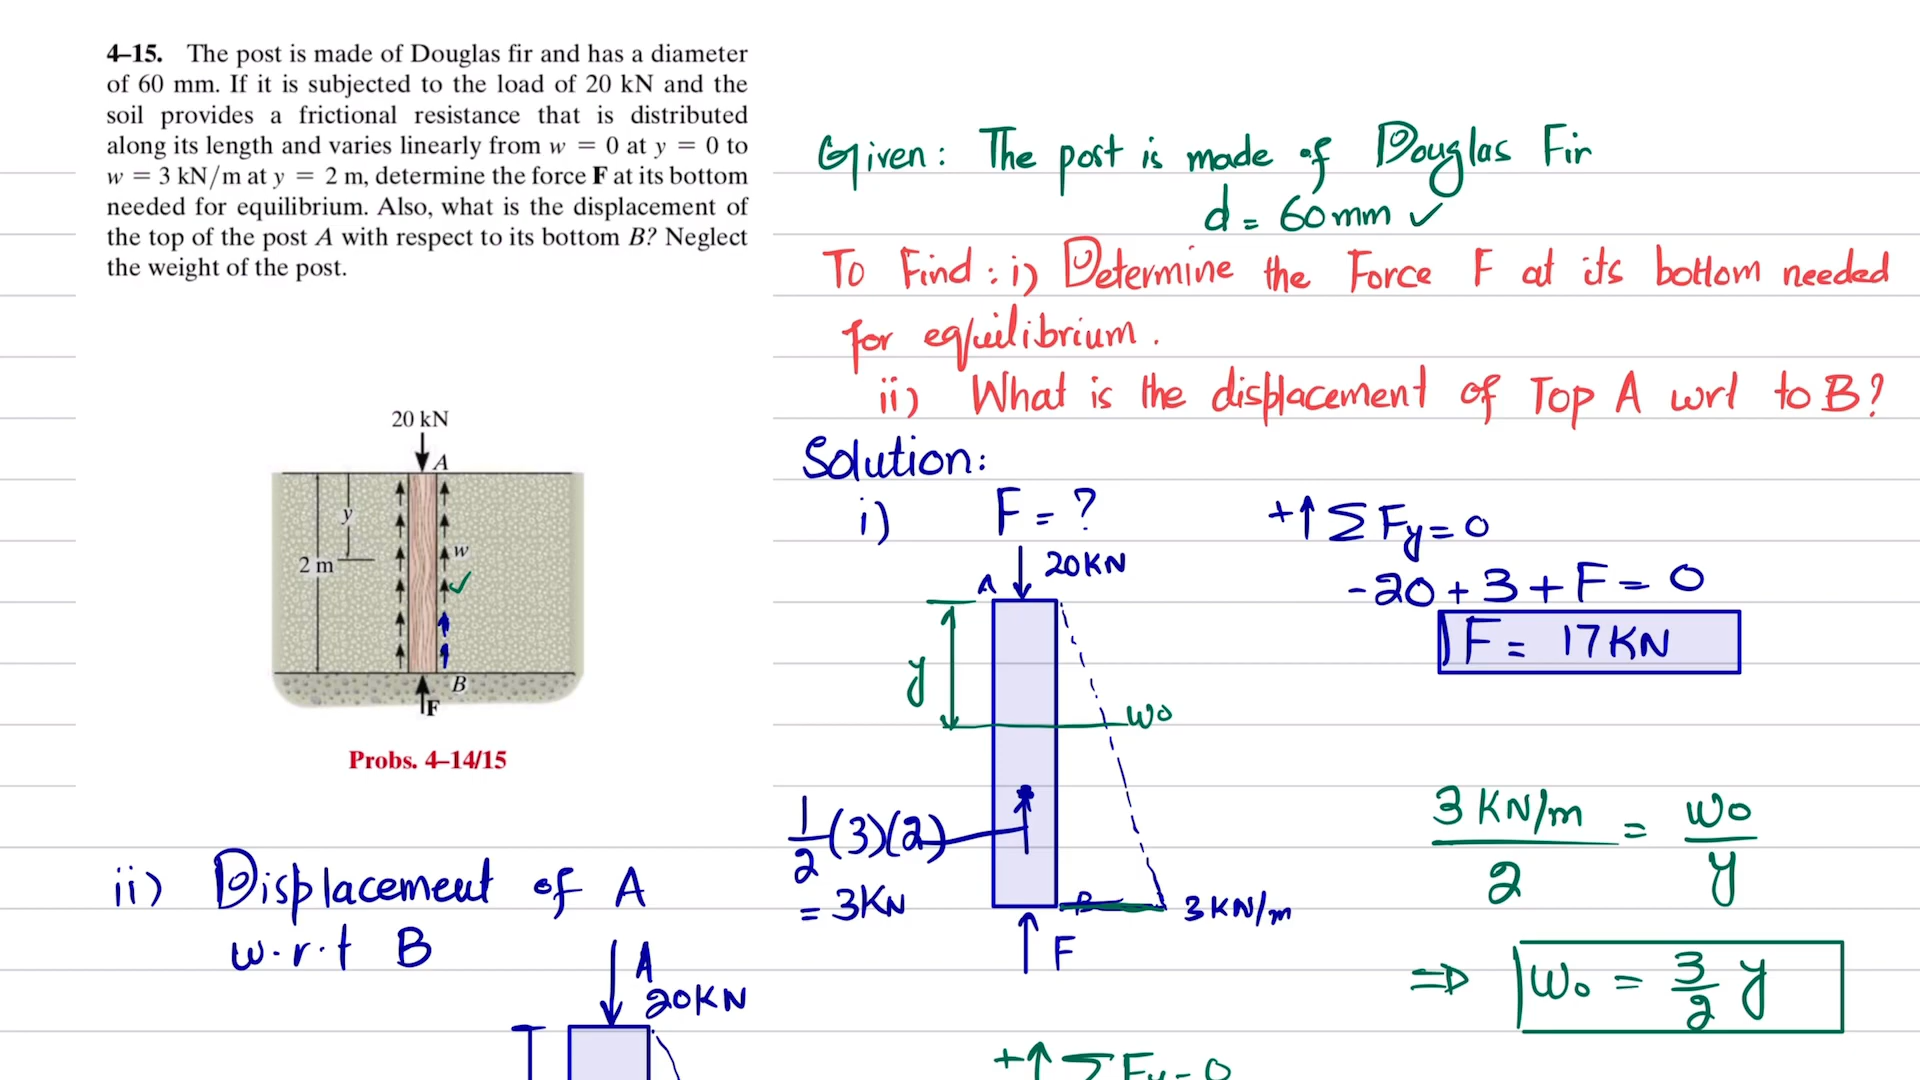 4–15. The post is made of Douglas fir and has a diameter
of 60 mm. If it is subjected to the load of 20 kN and the
soil provides a frictional resistance that is distributed
along its length and varies linearly from w = 0 at y = 0 to
w = 3 kN/m at y = 2 m, determine the force F at its bottom
needed for equilibrium. Also, what is the displacement of
the top of the post A with respect to its bottom B? Neglect
the weight of the post.
20 kN
A
y
w
2 m
B
F
Probs. 4–14/15
Given: The post is made of Douglas Fir
d = 60mm ✓
To Find: i) Determine the Force F at its bottom needed
for equilibrium.
ii) What is the displacement of Top A wrt to B?
Solution:
i) F = ?
A 20KN
y
wo
1/2 (3)(2)
= 3KN
B 3KN/m
F
+↑ Σ Fy = 0
-20 + 3 + F = 0
F = 17KN
3 KN/m / 2 = wo / y
⇒ wo = 3/2 y
ii) Displacement of A
w.r.t B
A
20KN
+↑ Σ Fy = 0